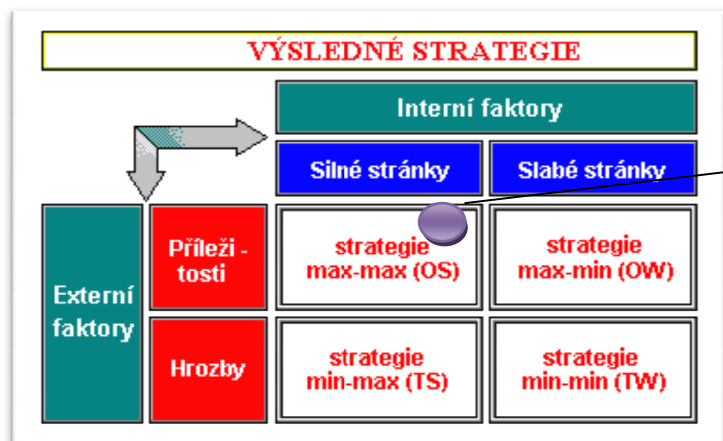 VÝSLEDNÉ STRATEGIE
Interní faktory
Silné stránky
Slabé stránky
Externí
faktory
Příleži -
tosti
strategie
max-max (OS)
strategie
max-min (OW)
Hrozby
strategie
min-max (TS)
strategie
min-min (TW)